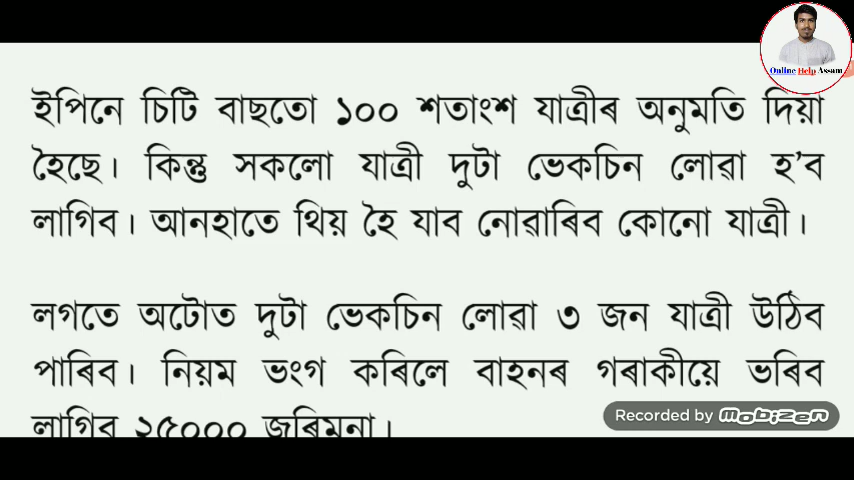 Online Help Assam
ইপিনে চিটি বাছতো ১০০ শতাংশ যাত্ৰীৰ অনুমতি দিয়া
হৈছে। কিন্তু সকলো যাত্ৰী দুটা ভেকচিন লোৱা হ’ব
লাগিব। আনহাতে থিয় হৈ যাব নোৱাৰিব কোনো যাত্ৰী।
লগতে অটোত দুটা ভেকচিন লোৱা ৩ জন যাত্ৰী উঠিব
পাৰিব। নিয়ম ভংগ কৰিলে বাহনৰ গৰাকীয়ে ভৰিব
লাগিব ২৫০০০ জৰিমনা।
Recorded by mobizen